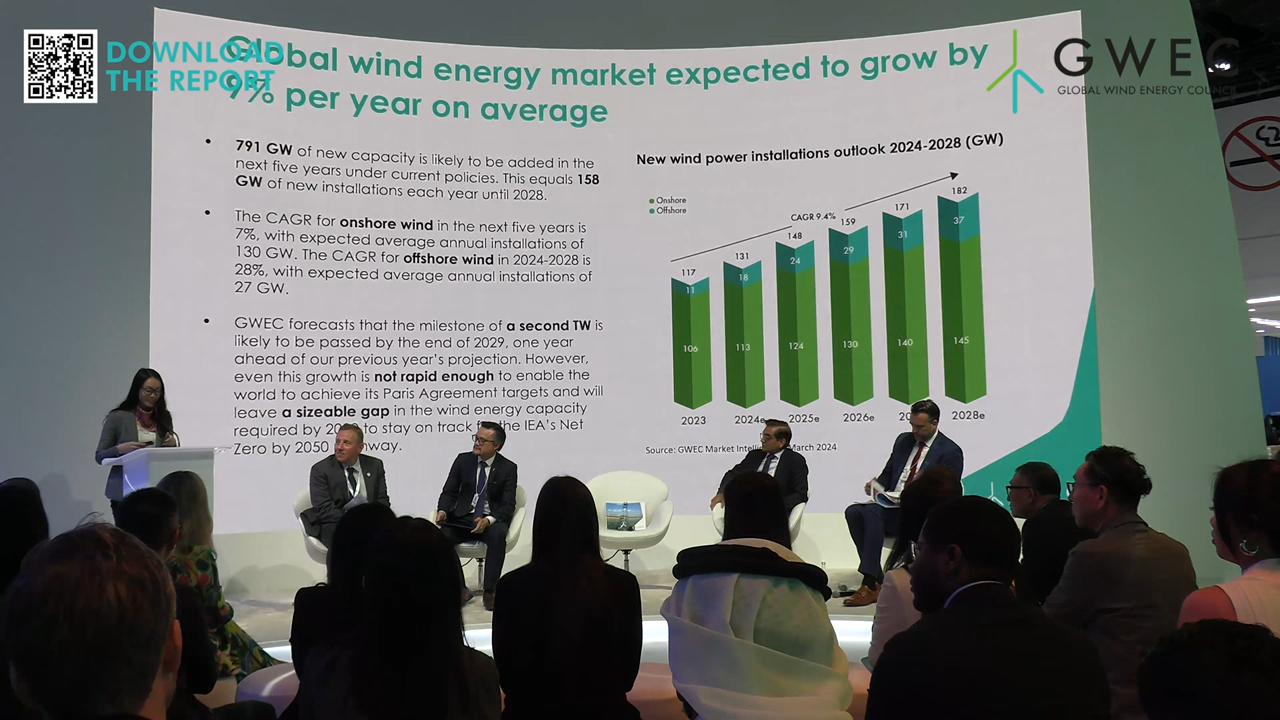 DOWNLOAD
THE REPORT
Global wind energy market expected to grow by
9% per year on average
GWEC
GLOBAL WIND ENERGY COUNCIL
• 791 GW of new capacity is likely to be added in the
next five years under current policies. This equals 158
GW of new installations each year until 2028.
• The CAGR for onshore wind in the next five years is
7%, with expected average annual installations of
130 GW. The CAGR for offshore wind in 2024-2028 is
28%, with expected average annual installations of
27 GW.
• GWEC forecasts that the milestone of a second TW is
likely to be passed by the end of 2029, one year
ahead of our previous year's projection. However,
even this growth is not rapid enough to enable the
world to achieve its Paris Agreement targets and will
leave a sizeable gap in the wind energy capacity
required by to stay on track the IEA's Net
Zero by 2050
New wind power installations outlook 2024-2028 (GW)
Onshore
Offshore
CAGR 9.4%
117 131 148 159 171 182
11 18 24 29 31 37
106 113 124 130 140 145
2023 2024e 2025e 2026e 2028e
Source: GWEC Market March 2024